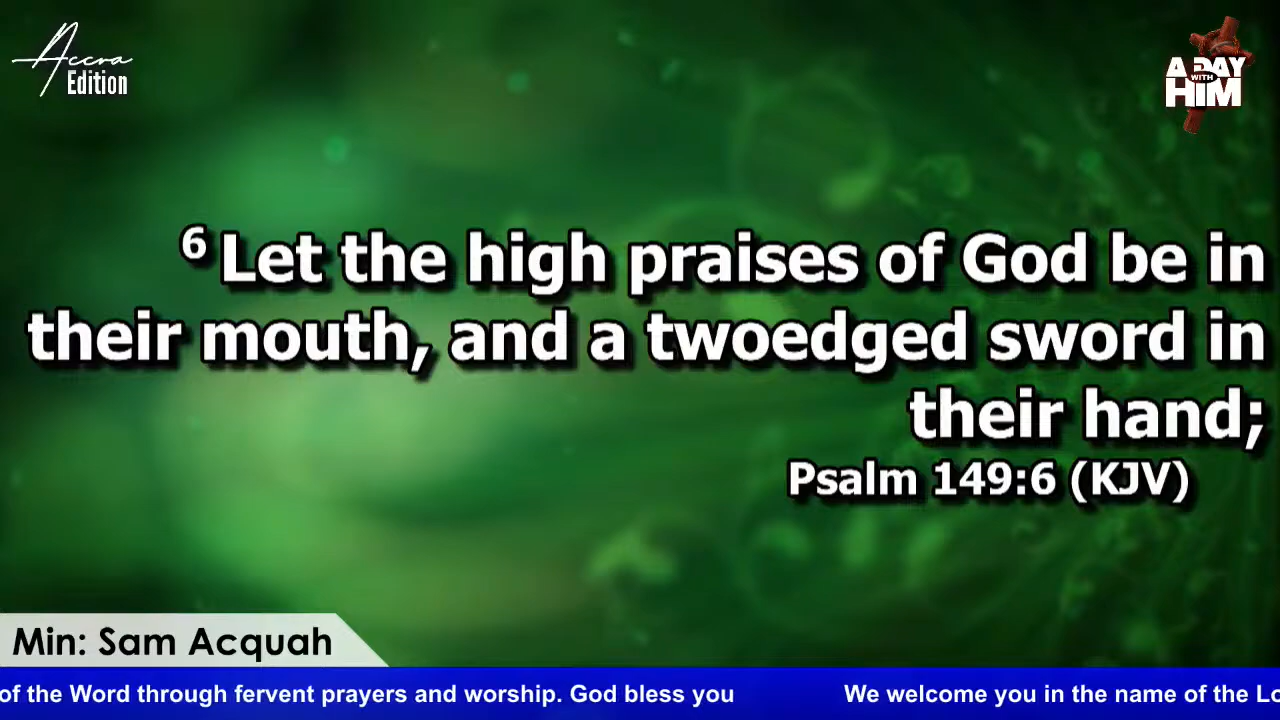 Accra
Edition
A DAY
WITH
HIM
6 Let the high praises of God be in
their mouth, and a twoedged sword in
their hand;
Psalm 149:6 (KJV)
Min: Sam Acquah
of the Word through fervent prayers and worship. God bless you We welcome you in the name of the